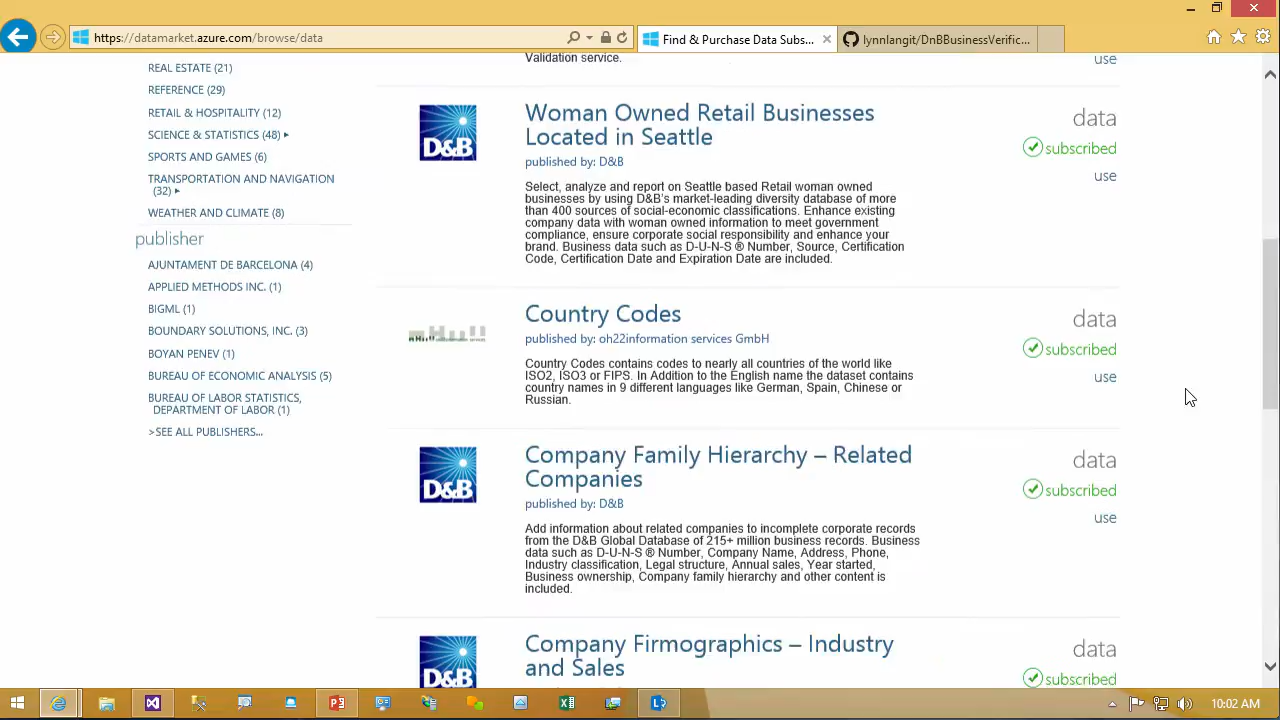 https://datamarket.azure.com/browse/data
Find & Purchase Data Subs...
lynnlangit/DnBBusinessVerific...
REAL ESTATE (21)
REFERENCE (29)
RETAIL & HOSPITALITY (12)
SCIENCE & STATISTICS (48)
SPORTS AND GAMES (6)
TRANSPORTATION AND NAVIGATION
(32)
WEATHER AND CLIMATE (8)
publisher
AJUNTAMENT DE BARCELONA (4)
APPLIED METHODS INC. (1)
BIGML (1)
BOUNDARY SOLUTIONS, INC. (3)
BOYAN PENEV (1)
BUREAU OF ECONOMIC ANALYSIS (5)
BUREAU OF LABOR STATISTICS,
DEPARTMENT OF LABOR (1)
>SEE ALL PUBLISHERS...
Validation service.
use
D&B
Woman Owned Retail Businesses
Located in Seattle
published by: D&B
Select, analyze and report on Seattle based Retail woman owned
businesses by using D&B's market-leading diversity database of more
than 400 sources of social-economic classifications. Enhance existing
company data with woman owned information to meet government
compliance, ensure corporate social responsibility and enhance your
brand. Business data such as D-U-N-S ® Number, Source, Certification
Code, Certification Date and Expiration Date are included.
data
subscribed
use
Country Codes
published by: oh22information services GmbH
Country Codes contains codes to nearly all countries of the world like
ISO2, ISO3 or FIPS. In Addition to the English name the dataset contains
country names in 9 different languages like German, Spain, Chinese or
Russian.
data
subscribed
use
D&B
Company Family Hierarchy – Related
Companies
published by: D&B
Add information about related companies to incomplete corporate records
from the D&B Global Database of 215+ million business records. Business
data such as D-U-N-S ® Number, Company Name, Address, Phone,
Industry classification, Legal structure, Annual sales, Year started,
Business ownership, Company family hierarchy and other content is
included.
data
subscribed
use
D&B
Company Firmographics – Industry
and Sales
data
subscribed
10:02 AM